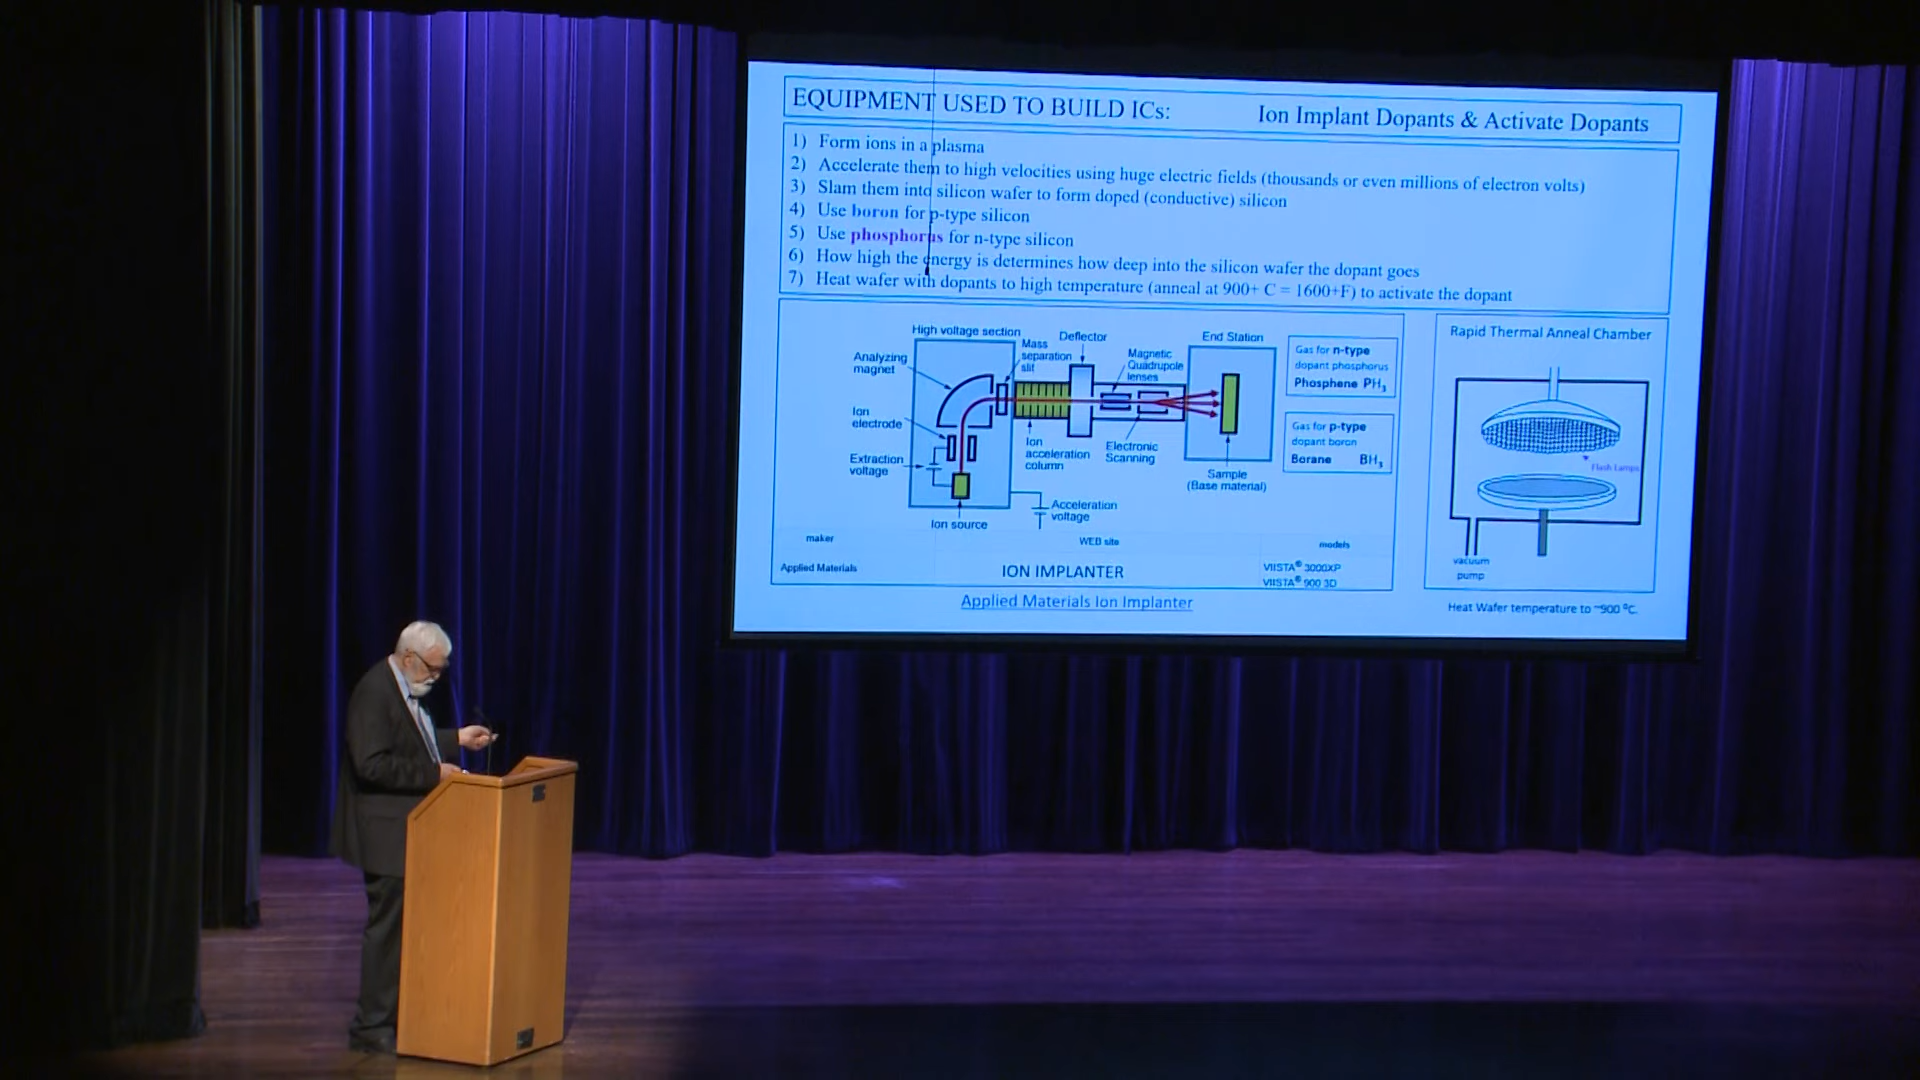 EQUIPMENT USED TO BUILD ICs: Ion Implant Dopants & Activate Dopants
1) Form ions in a plasma
2) Accelerate them to high velocities using huge electric fields (thousands or even millions of electron volts)
3) Slam them into silicon wafer to form doped (conductive) silicon
4) Use boron for p-type silicon
5) Use phosphorus for n-type silicon
6) How high the energy is determines how deep into the silicon wafer the dopant goes
7) Heat wafer with dopants to high temperature (anneal at 900+ C = 1600+F) to activate the dopant
High voltage section
Analyzing
magnet
Ion
electrode
Extraction
voltage
Ion source
Mass
separation
slit
Deflector
Magnetic
Quadrupole
lenses
Ion
acceleration
column
Electronic
Scanning
Acceleration
voltage
End Station
Sample
(Base material)
Gas for n-type
dopant phosphorus
Phosphene PH₃
Gas for p-type
dopant boron
Borane BH₃
maker WEB site models
Applied Materials ION IMPLANTER VIISTA® 3000XP
VIISTA® 900 3D
Applied Materials Ion Implanter
Rapid Thermal Anneal Chamber
Flash Lamps
vacuum
pump
Heat Wafer temperature to ~900 ⁰C